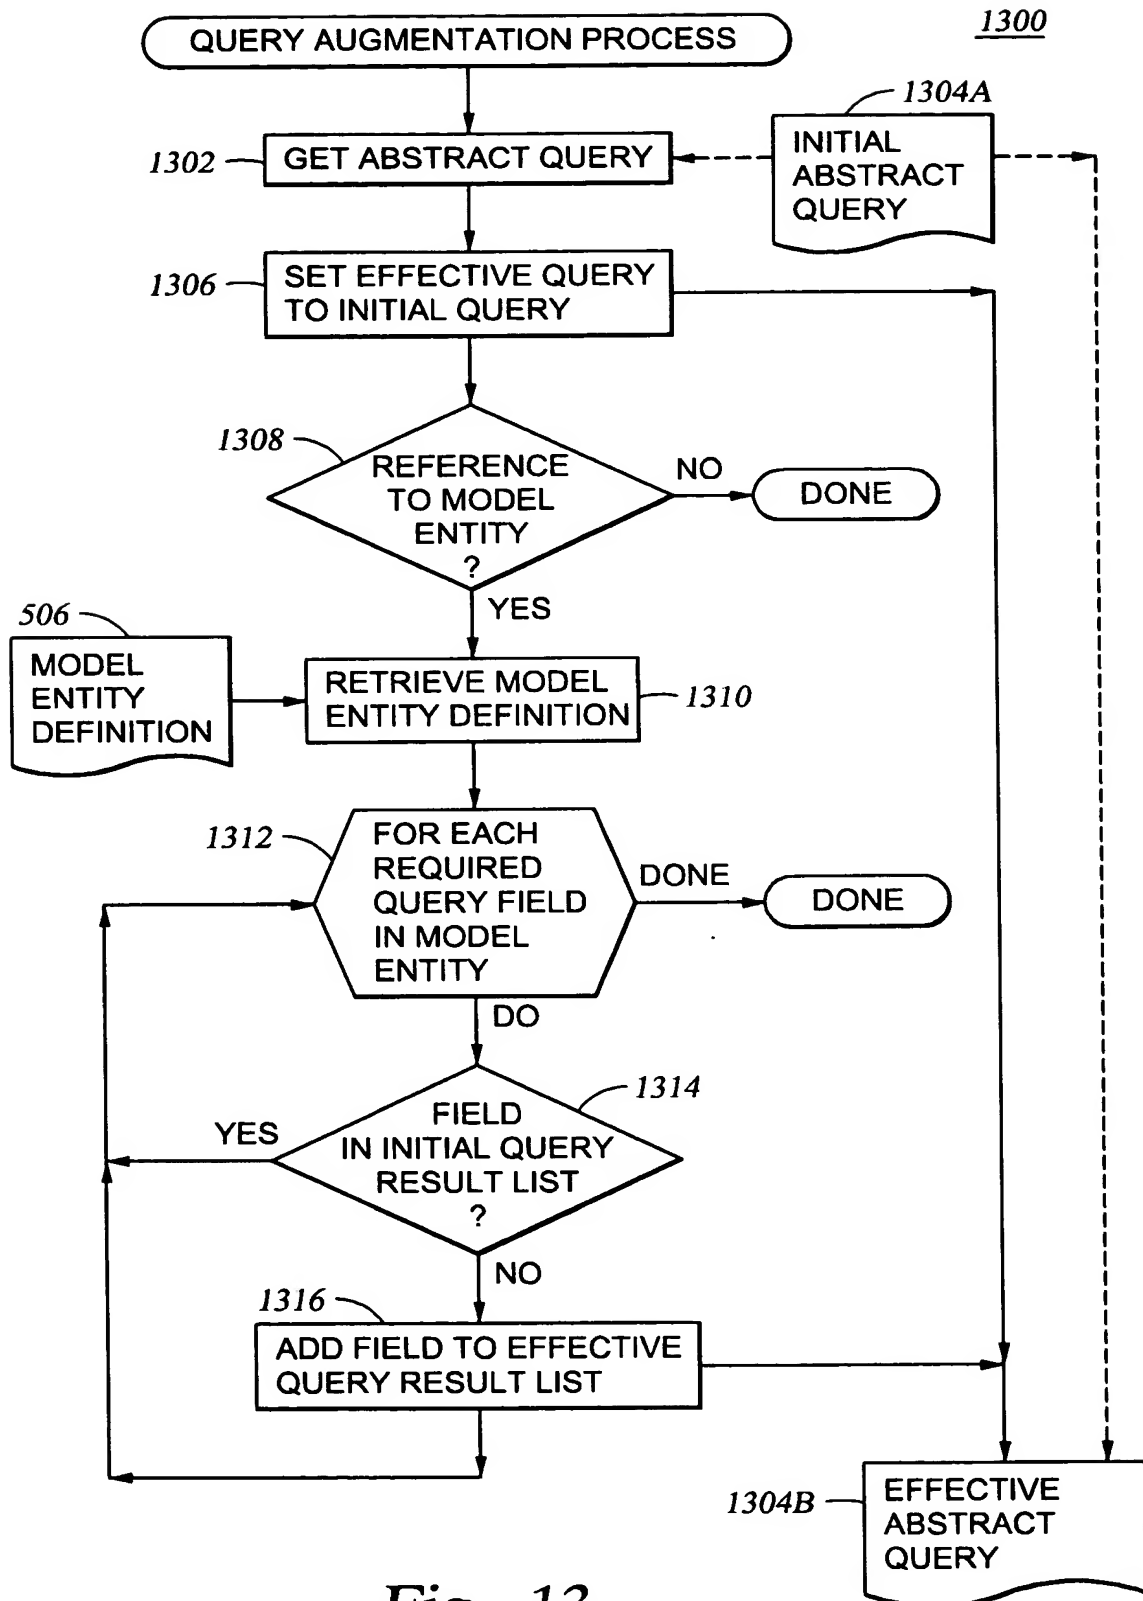 QUERY AUGMENTATION PROCESS
1300
1304A
1302
GET ABSTRACT QUERY
INITIAL
ABSTRACT
QUERY
1306
SET EFFECTIVE QUERY
TO INITIAL QUERY
1308
REFERENCE
TO MODEL
ENTITY
?
NO
DONE
YES
506
MODEL
ENTITY
DEFINITION
RETRIEVE MODEL
ENTITY DEFINITION
1310
1312
FOR EACH
REQUIRED
QUERY FIELD
IN MODEL
ENTITY
DONE
DONE
DO
1314
FIELD
IN INITIAL QUERY
RESULT LIST
?
YES
NO
1316
ADD FIELD TO EFFECTIVE
QUERY RESULT LIST
1304B
EFFECTIVE
ABSTRACT
QUERY
Fig. 13